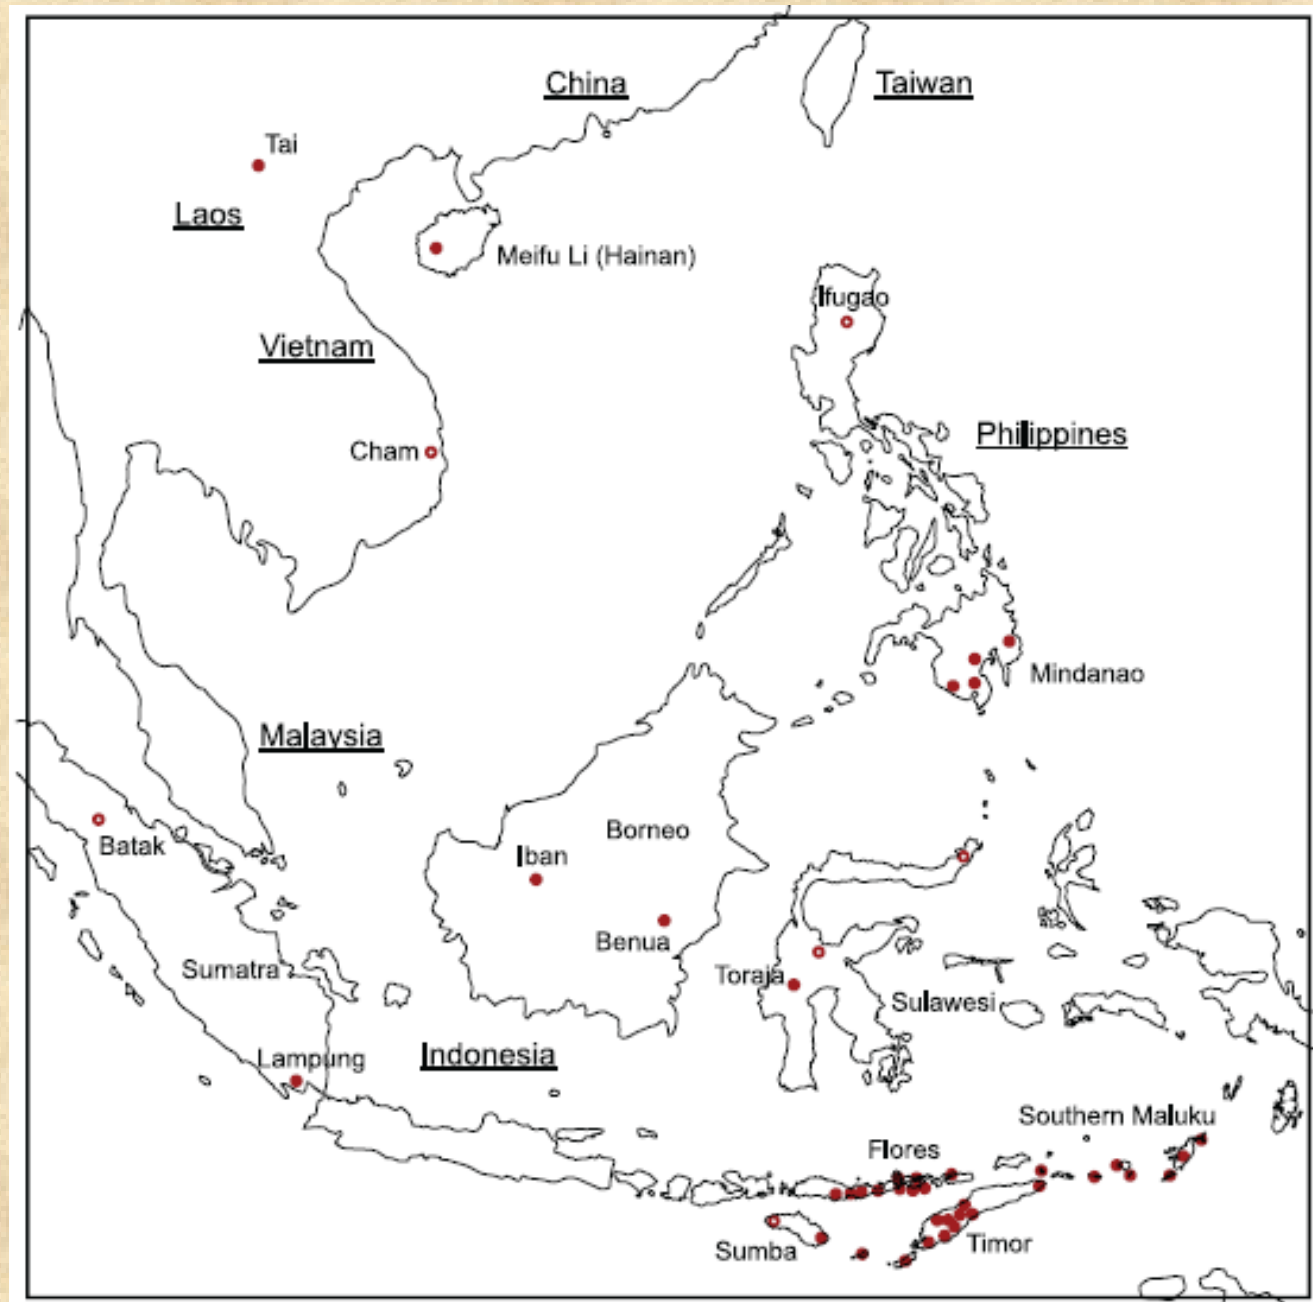 China
Taiwan
Tai
Laos
Meifu Li (Hainan)
Ifugao
Vietnam
Philippines
Cham
Mindanao
Malaysia
Borneo
Batak
Iban
Benua
Sumatra
Toraja
Sulawesi
Indonesia
Lampung
Southern Maluku
Flores
Sumba
Timor